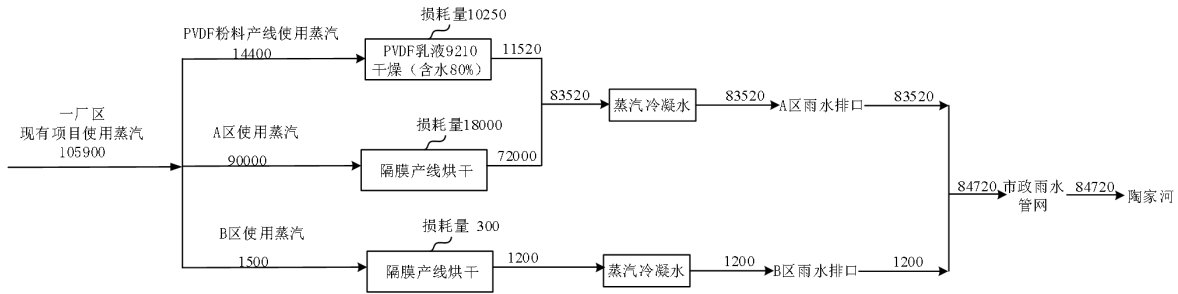 损耗量10250
PVDF粉料产线使用蒸汽
14400
PVDF乳液9210
干燥（含水80%）
11520
83520
蒸汽冷凝水
83520
A区雨水排口
83520
一厂区
现有项目使用蒸汽
105900
A区使用蒸汽
90000
损耗量18000
隔膜产线烘干
72000
84720
市政雨水
管网
84720
陶家河
B区使用蒸汽
1500
损耗量 300
隔膜产线烘干
1200
蒸汽冷凝水
1200
B区雨水排口
1200